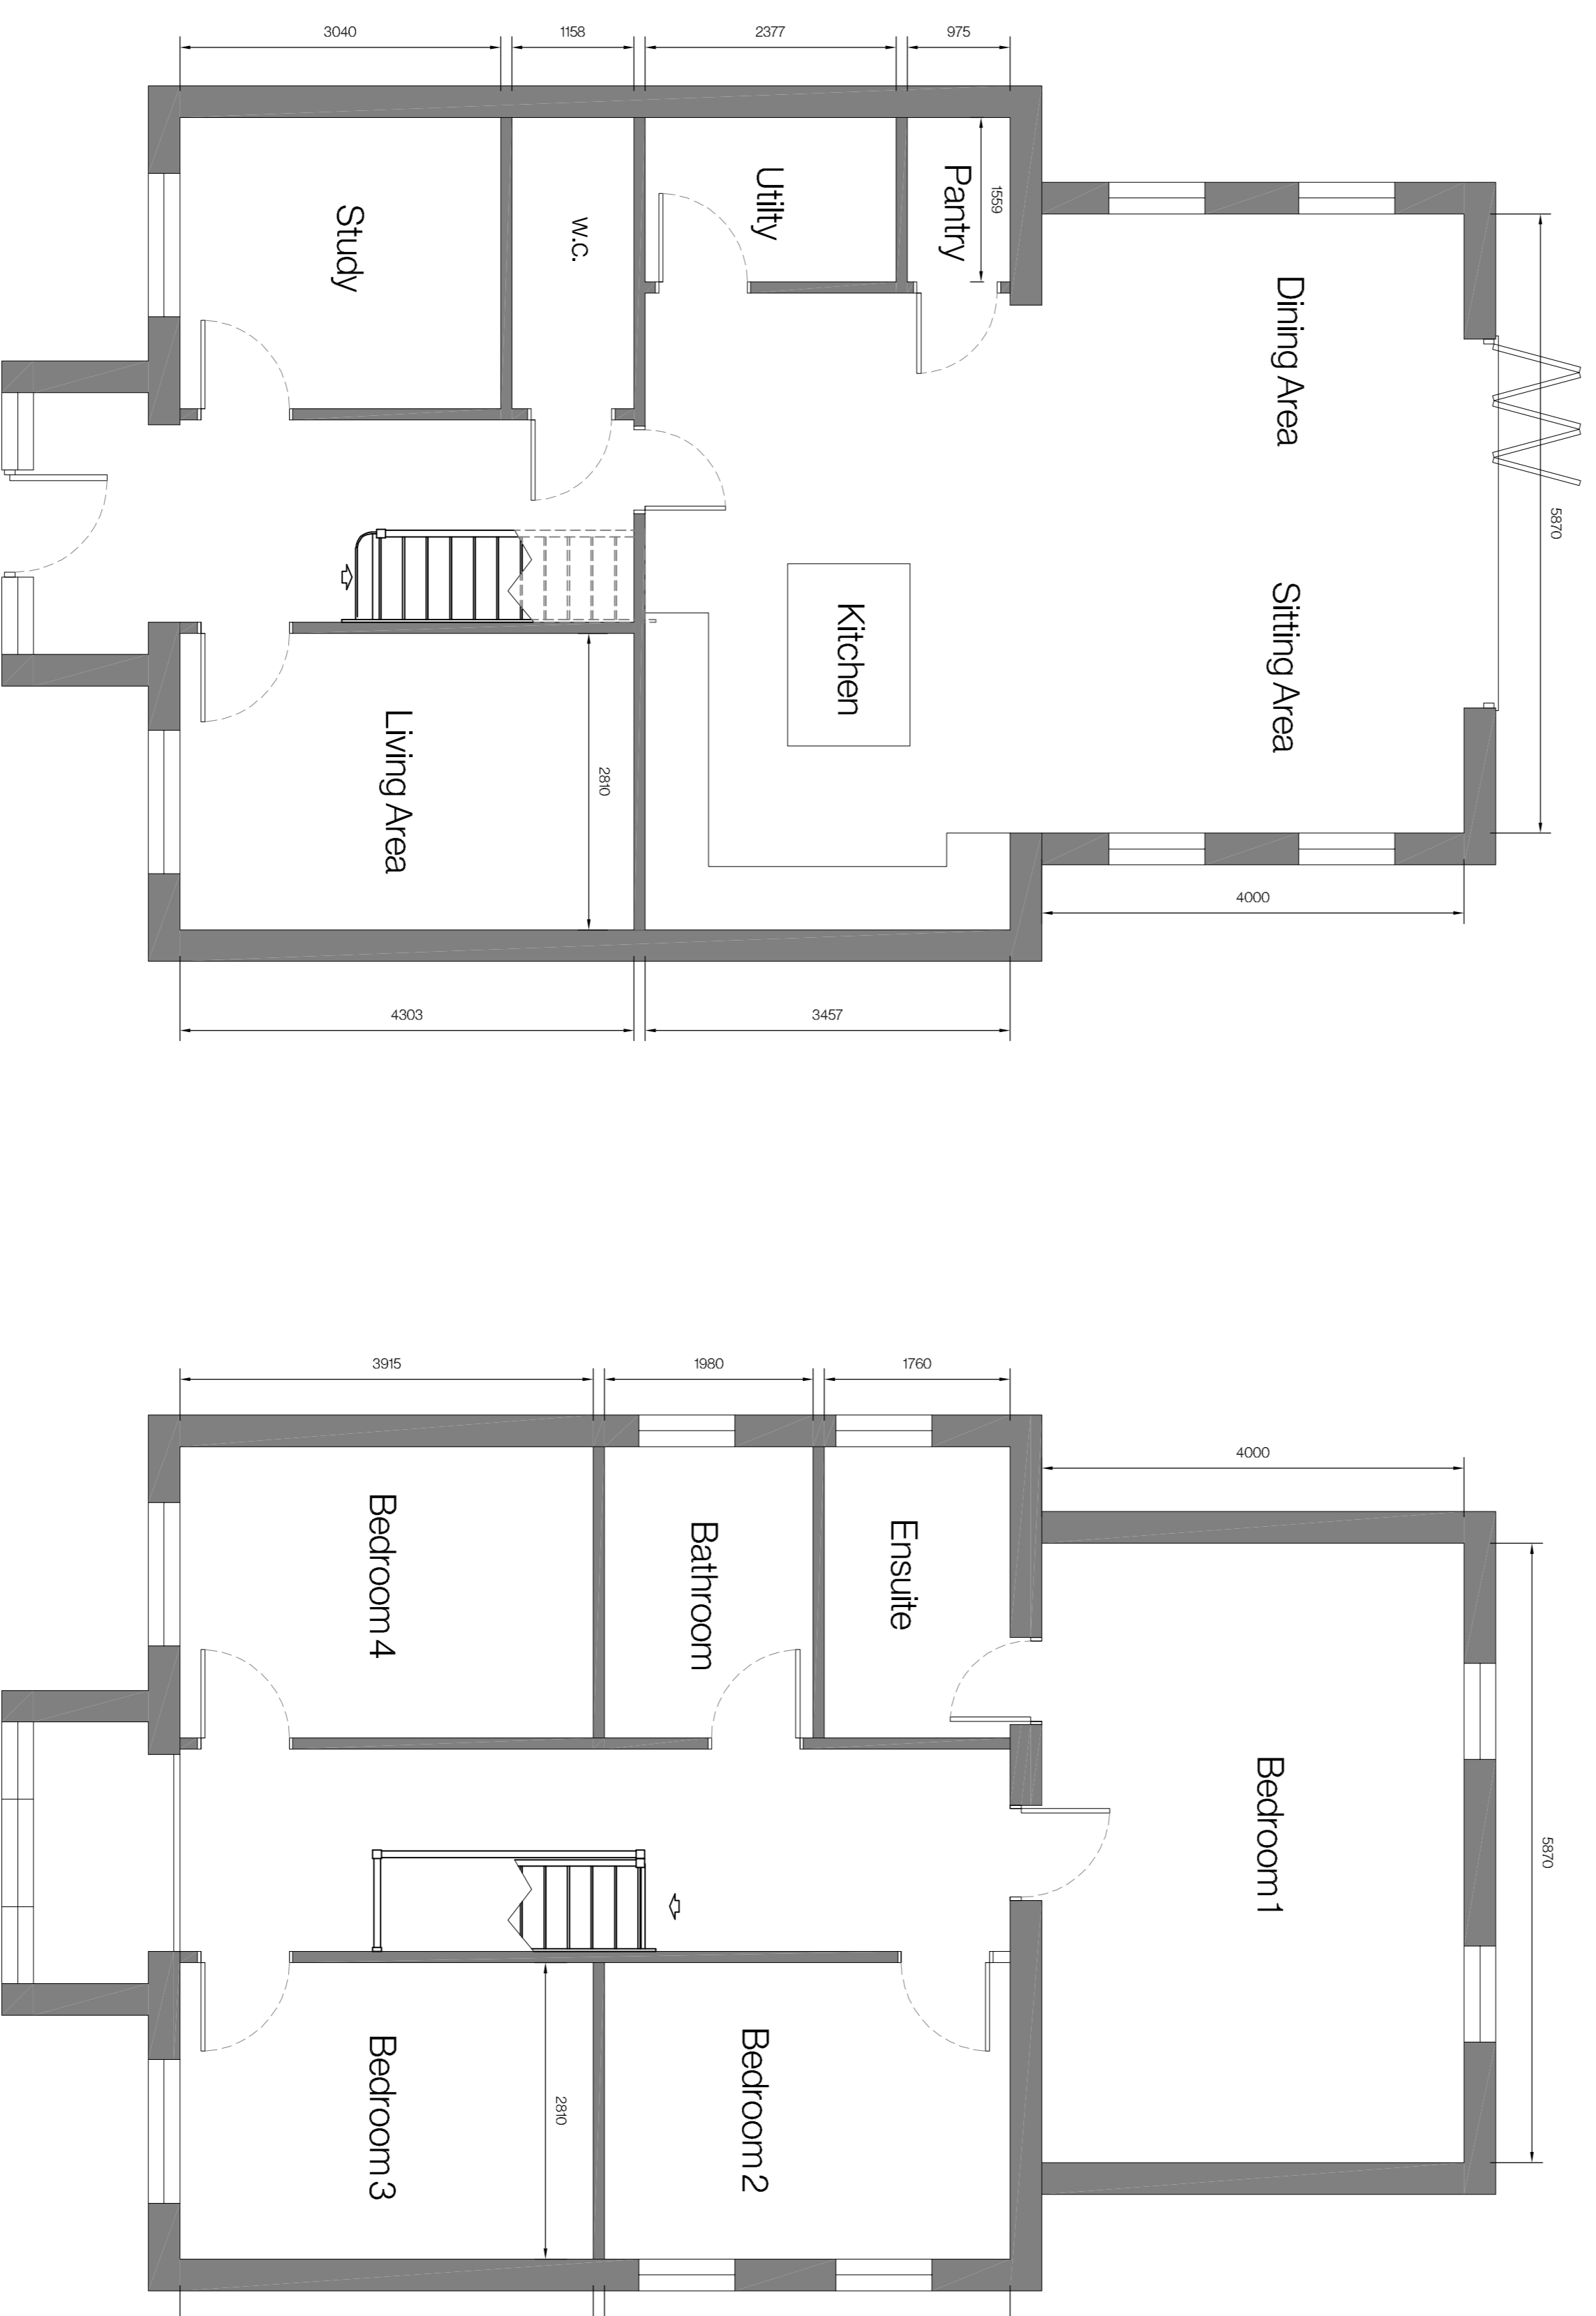 3040
1158
2377
975
1559
Pantry
Utilty
w.c.
Study
Dining Area
Sitting Area
5870
Kitchen
Living Area
2810
4000
4303
3457
3915
1980
1760
4000
5870
Bedroom 4
Bathroom
Ensuite
Bedroom 1
Bedroom 3
2810
Bedroom 2